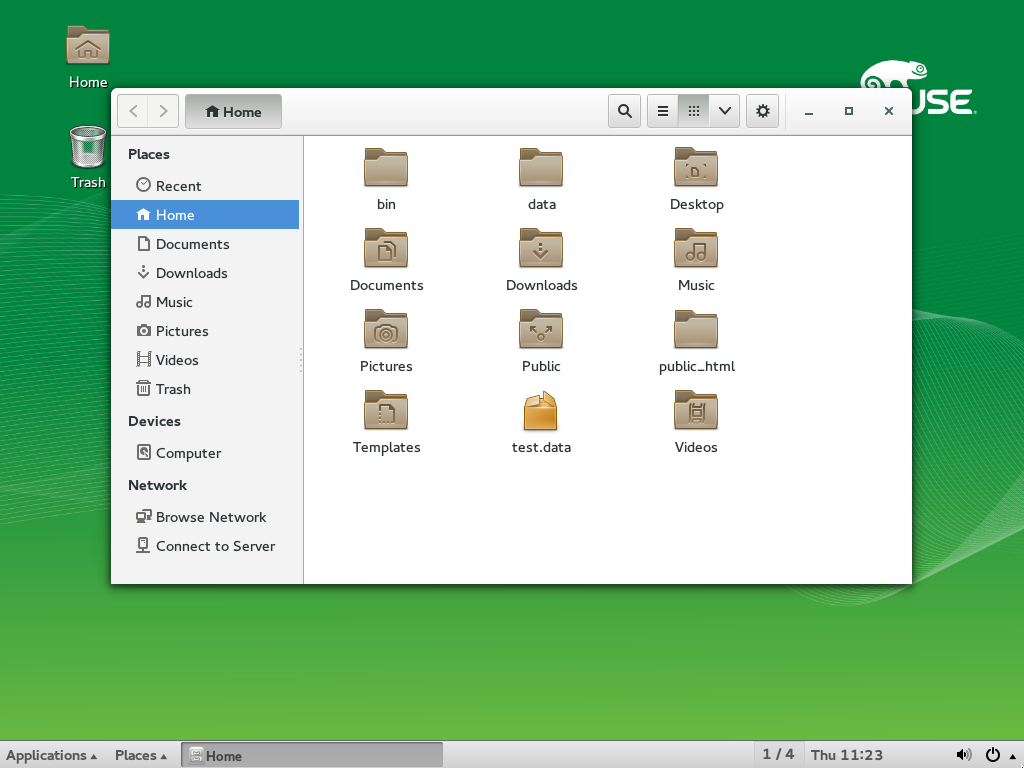 Home
Trash
USE
Home
Places
Recent
Home
Documents
Downloads
Music
Pictures
Videos
Trash
Devices
Computer
Network
Browse Network
Connect to Server
bin
data
Desktop
Documents
Downloads
Music
Pictures
Public
public_html
Templates
test.data
Videos
Applications
Places
Home
1 / 4
Thu 11:23